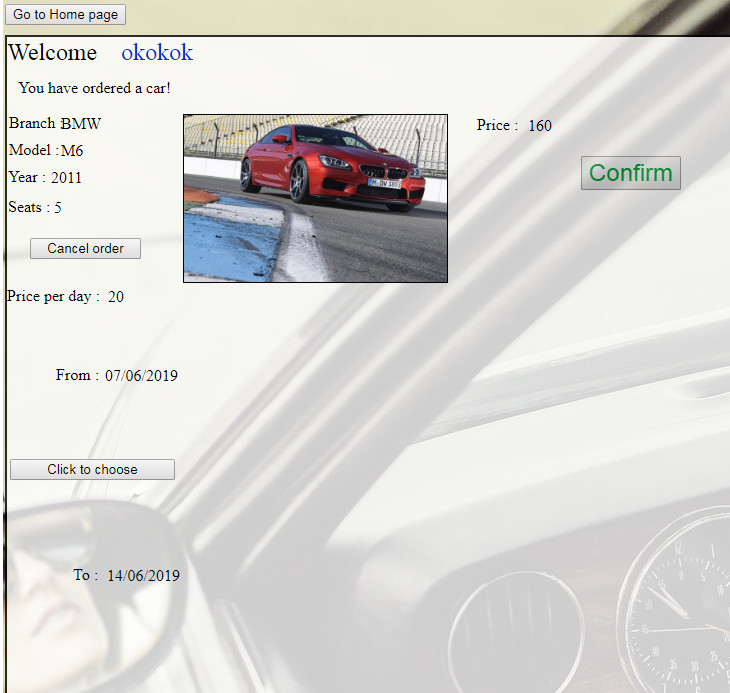 Go to Home page
Welcome okokok
You have ordered a car!
Branch BMW
Price : 160
Model : M6
Year : 2011
Confirm
Seats : 5
Cancel order
Price per day : 20
From : 07/06/2019
Click to choose
To : 14/06/2019